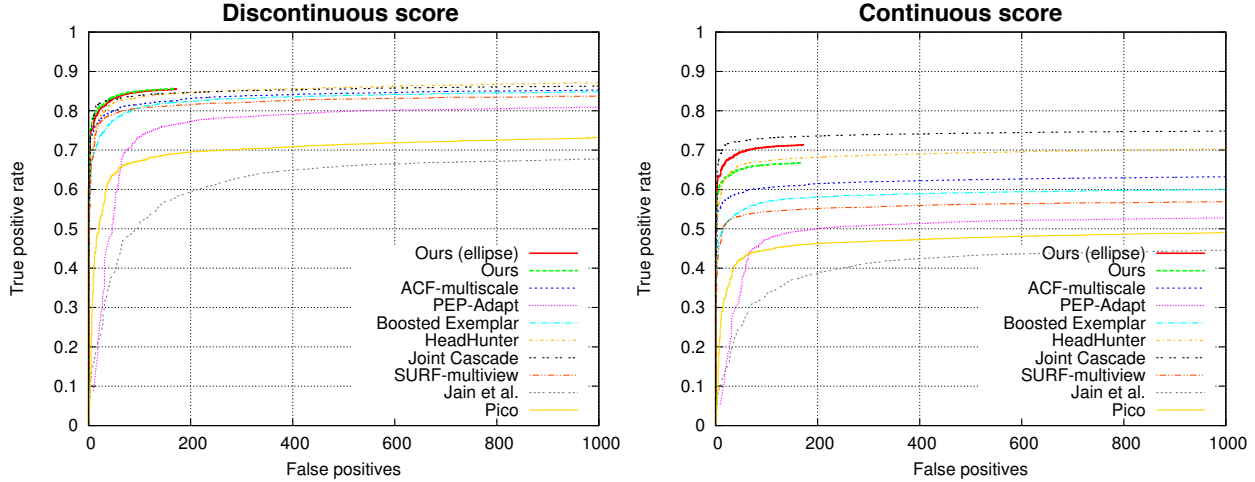 Discontinuous score
1
0.9
0.8
0.7
0.6
0.5
0.4
0.3
0.2
0.1
0
True positive rate
Ours (ellipse)
Ours
ACF-multiscale
PEP-Adapt
Boosted Exemplar
HeadHunter
Joint Cascade
SURF-multiview
Jain et al.
Pico
0 200 400 600 800 1000
False positives
Continuous score
1
0.9
0.8
0.7
0.6
0.5
0.4
0.3
0.2
0.1
0
True positive rate
Ours (ellipse)
Ours
ACF-multiscale
PEP-Adapt
Boosted Exemplar
HeadHunter
Joint Cascade
SURF-multiview
Jain et al.
Pico
0 200 400 600 800 1000
False positives